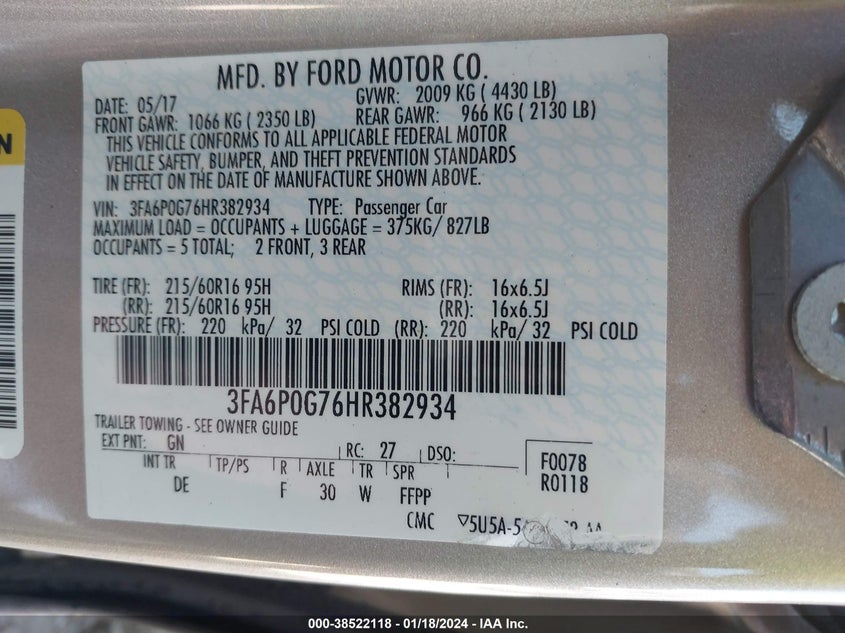 MFD. BY FORD MOTOR CO.
DATE: 05/17
GVWR: 2009 KG ( 4430 LB)
FRONT GAWR: 1066 KG ( 2350 LB)
REAR GAWR: 966 KG ( 2130 LB)
THIS VEHICLE CONFORMS TO ALL APPLICABLE FEDERAL MOTOR
VEHICLE SAFETY, BUMPER, AND THEFT PREVENTION STANDARDS
IN EFFECT ON THE DATE OF MANUFACTURE SHOWN ABOVE.
VIN: 3FA6P0G76HR382934 TYPE: Passenger Car
MAXIMUM LOAD = OCCUPANTS + LUGGAGE = 375KG/ 827LB
OCCUPANTS = 5 TOTAL; 2 FRONT, 3 REAR
TIRE (FR): 215/60R16 95H RIMS (FR): 16x6.5J
(RR): 215/60R16 95H (RR): 16x6.5J
PRESSURE (FR): 220 kPa/ 32 PSI COLD (RR): 220 kPa/ 32 PSI COLD
3FA6P0G76HR382934
TRAILER TOWING - SEE OWNER GUIDE
EXT PNT: GN RC: 27 DSO:
F0078
R0118
INT TR TP/PS R AXLE TR SPR
DE F 30 W FFPP
CMC
N
000-38522118 - 01/18/2024 - IAA Inc.